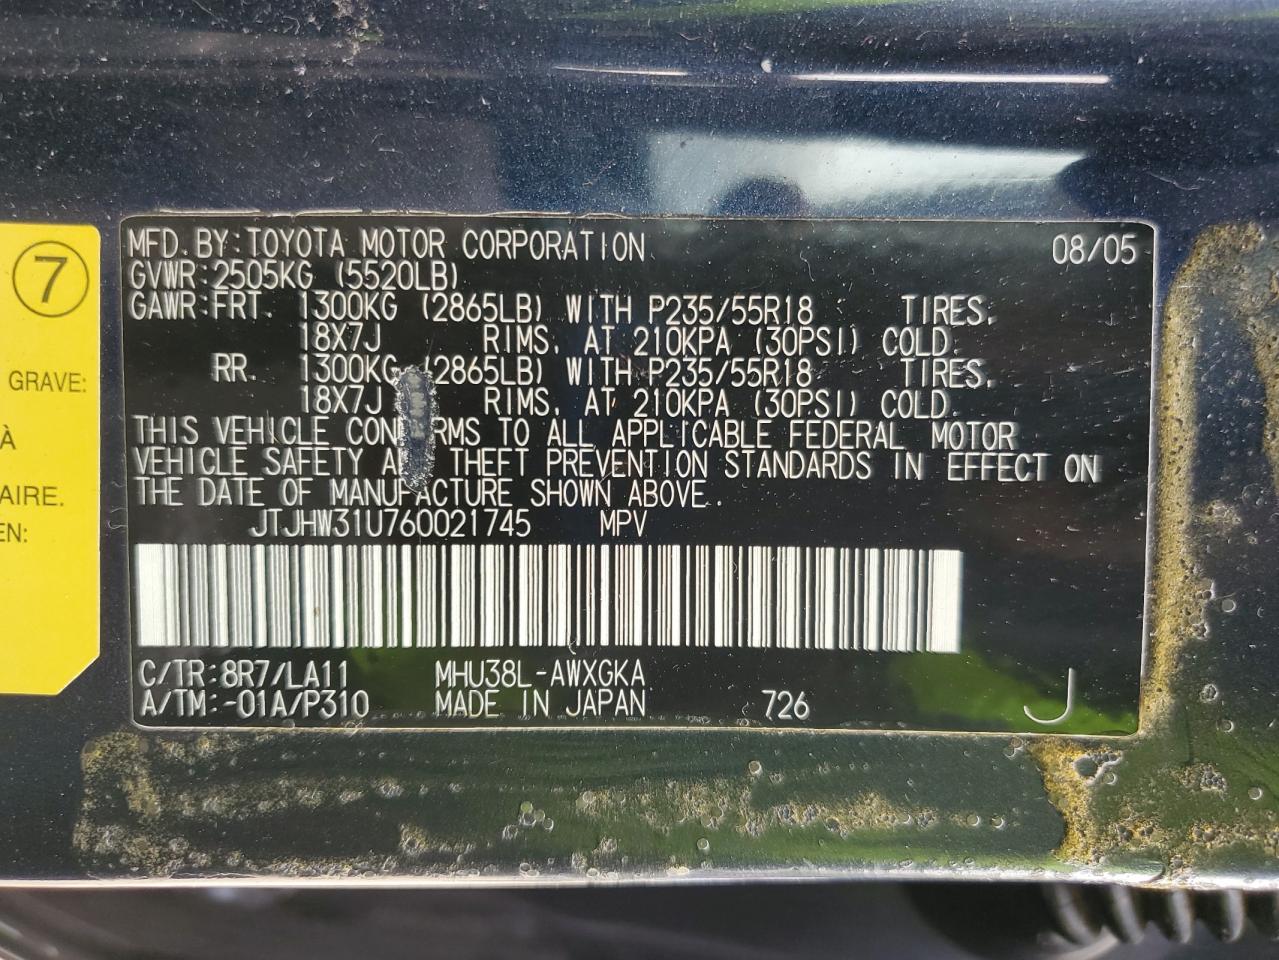 MFD.BY:TOYOTA MOTOR CORPORATION 08/05
GVWR:2505KG (5520LB)
GAWR:FRT. 1300KG (2865LB) WITH P235/55R18 TIRES,
18X7J RIMS, AT 210KPA (30PSI) COLD.
RR. 1300KG (2865LB) WITH P235/55R18 TIRES,
18X7J RIMS, AT 210KPA (30PSI) COLD.
THIS VEHICLE CONFORMS TO ALL APPLICABLE FEDERAL MOTOR
VEHICLE SAFETY AND THEFT PREVENTION STANDARDS IN EFFECT ON
THE DATE OF MANUFACTURE SHOWN ABOVE.
JTJHW31U760021745 MPV
C/TR:8R7/LA11 MHU38L-AWXGKA
A/TM:-01A/P310 MADE IN JAPAN 726 J
7
GRAVE:
À
AIRE.
EN: